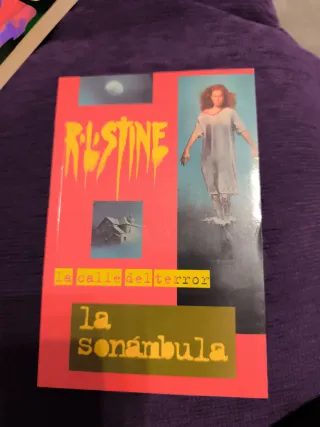 R·L·STINE
la calle del terror
la
sonámbula